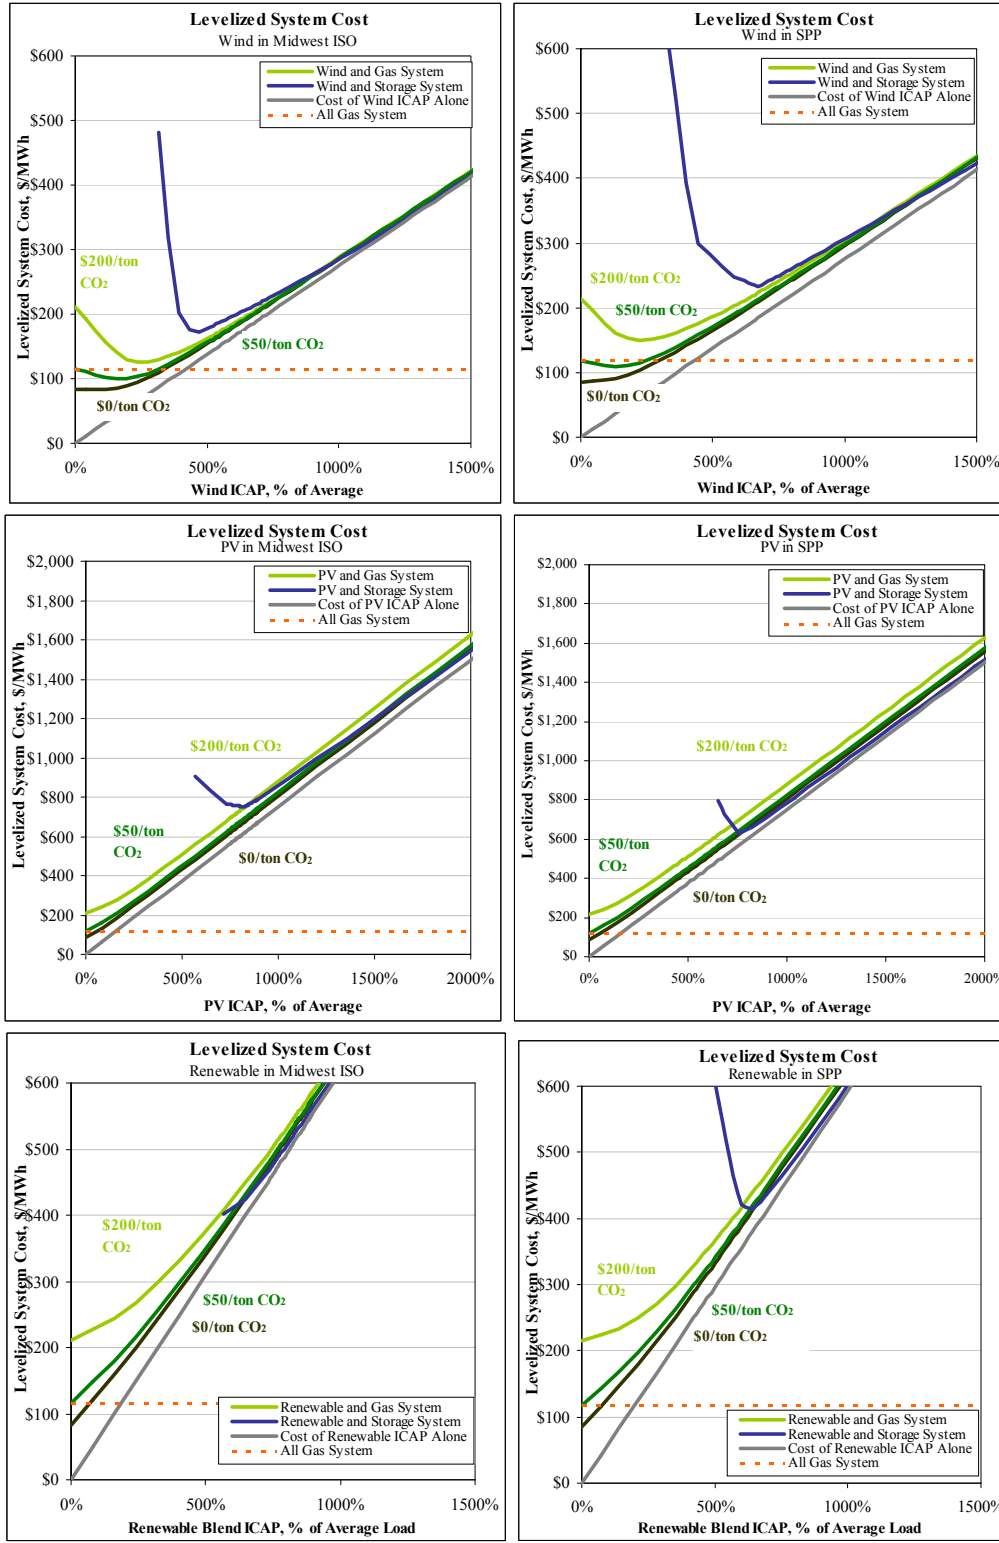 Levelized System Cost
Wind in Midwest ISO
$600
$500
$400
$300
$200
$100
$0
Levelized System Cost, $/MWh
Wind and Gas System
Wind and Storage System
Cost of Wind ICAP Alone
All Gas System
$200/ton
CO2
$50/ton CO2
$0/ton CO2
0%
500%
1000%
1500%
Wind ICAP, % of Average
Levelized System Cost
Wind in SPP
$600
$500
$400
$300
$200
$100
$0
Levelized System Cost, $/MWh
Wind and Gas System
Wind and Storage System
Cost of Wind ICAP Alone
All Gas System
$200/ton CO2
$50/ton CO2
$0/ton CO2
0%
500%
1000%
1500%
Wind ICAP, % of Average
Levelized System Cost
PV in Midwest ISO
$2,000
$1,800
$1,600
$1,400
$1,200
$1,000
$800
$600
$400
$200
$0
Levelized System Cost, $/MWh
PV and Gas System
PV and Storage System
Cost of PV ICAP Alone
All Gas System
$200/ton CO2
$50/ton
CO2
$0/ton CO2
0%
500%
1000%
1500%
2000%
PV ICAP, % of Average
Levelized System Cost
PV in SPP
$2,000
$1,800
$1,600
$1,400
$1,200
$1,000
$800
$600
$400
$200
$0
Levelized System Cost, $/MWh
PV and Gas System
PV and Storage System
Cost of PV ICAP Alone
All Gas System
$200/ton CO2
$50/ton
CO2
$0/ton CO2
0%
500%
1000%
1500%
2000%
PV ICAP, % of Average
Levelized System Cost
Renewable in Midwest ISO
$600
$500
$400
$300
$200
$100
$0
Levelized System Cost, $/MWh
$200/ton
CO2
$50/ton CO2
$0/ton CO2
Renewable and Gas System
Renewable and Storage System
Cost of Renewable ICAP Alone
All Gas System
0%
500%
1000%
1500%
Renewable Blend ICAP, % of Average Load
Levelized System Cost
Renewable in SPP
$600
$500
$400
$300
$200
$100
$0
Levelized System Cost, $/MWh
$200/ton
CO2
$50/ton CO2
$0/ton CO2
Renewable and Gas System
Renewable and Storage System
Cost of Renewable ICAP Alone
All Gas System
0%
500%
1000%
1500%
Renewable Blend ICAP, % of Average Load